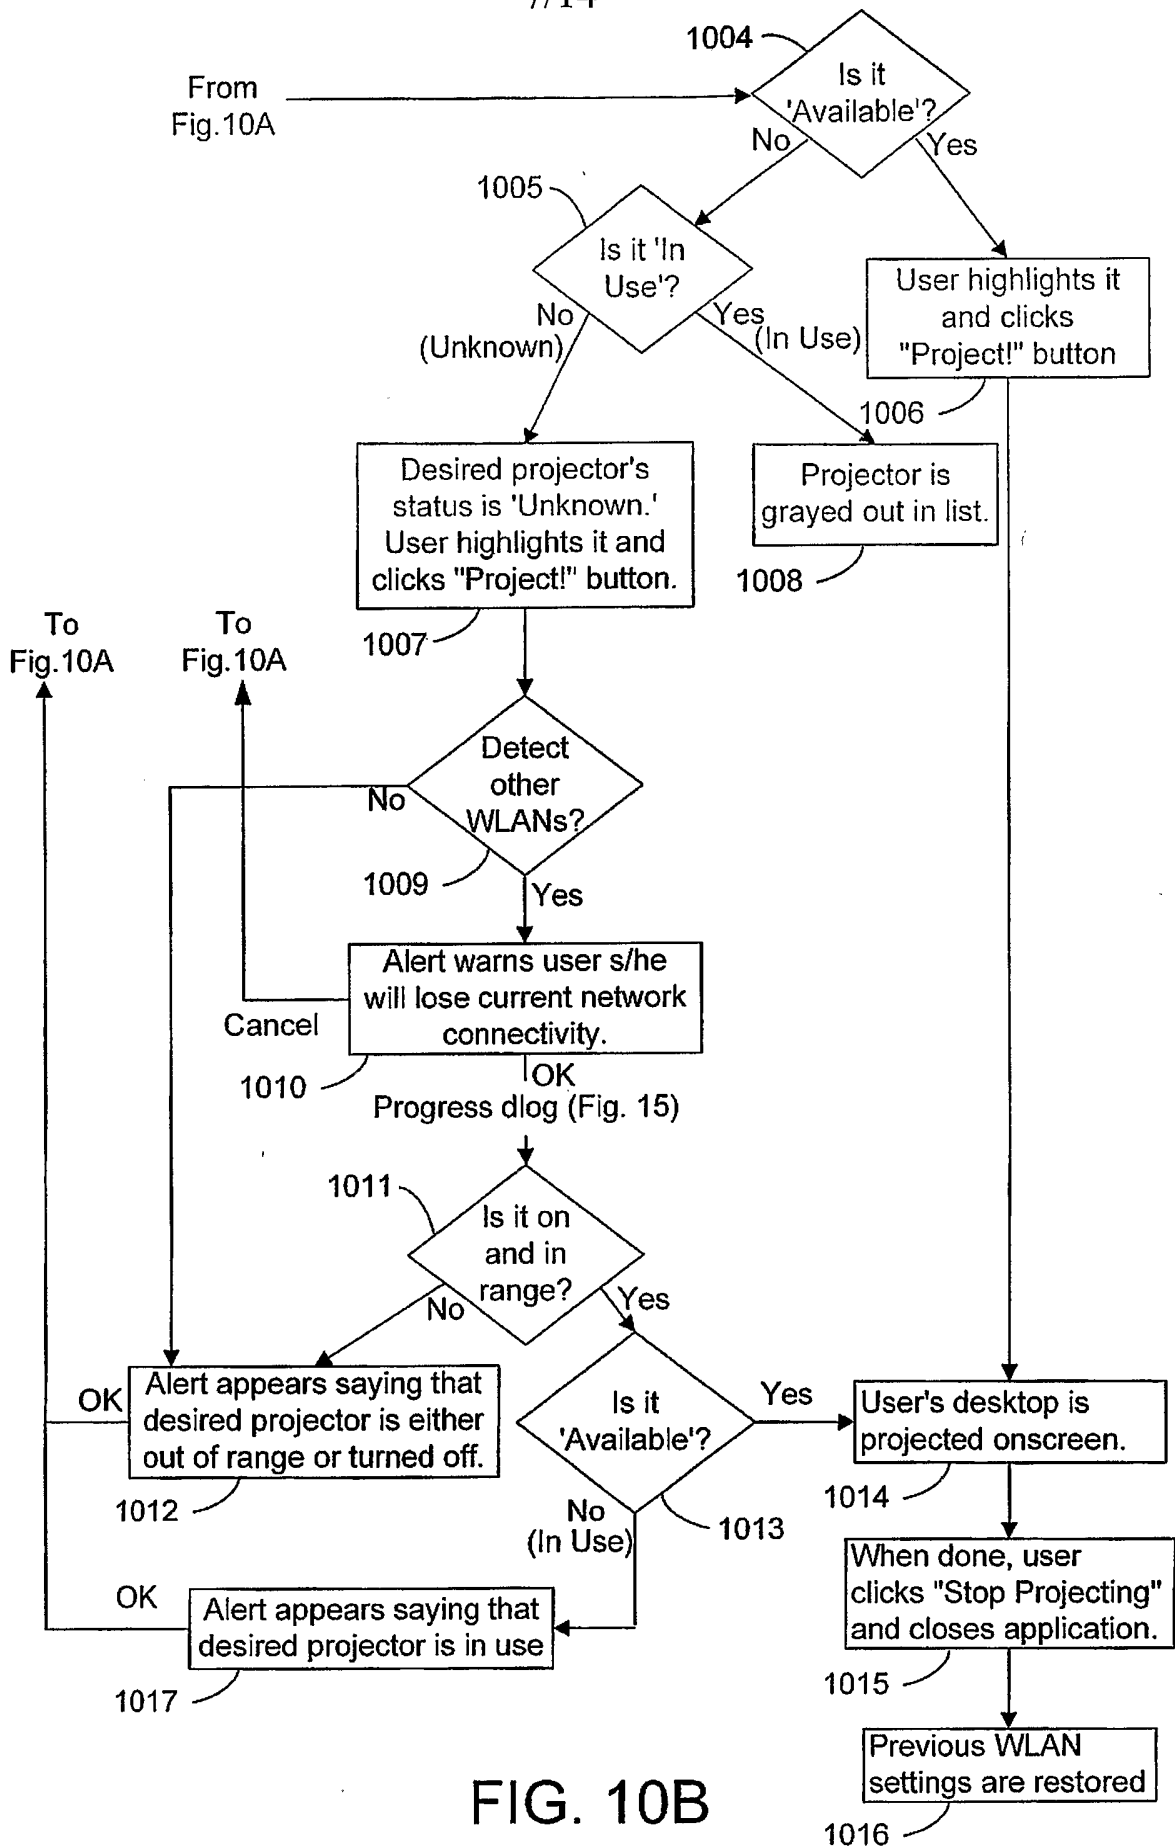 1004
Is it
'Available'?
From
Fig.10A
No
Yes
1005
Is it 'In
Use'?
No
(Unknown)
Yes
(In Use)
User highlights it
and clicks
"Project!" button
1006
Desired projector's
status is 'Unknown.'
User highlights it and
clicks "Project!" button.
1007
Projector is
grayed out in list.
1008
To
Fig.10A
To
Fig.10A
Detect
other
WLANs?
No
1009
Yes
Alert warns user s/he
will lose current network
connectivity.
Cancel
1010
OK
Progress dlog (Fig. 15)
1011
Is it on
and in
range?
No
Yes
OK
Alert appears saying that
desired projector is either
out of range or turned off.
1012
Is it
'Available'?
Yes
No
(In Use)
1013
User's desktop is
projected onscreen.
1014
When done, user
clicks "Stop Projecting"
and closes application.
1015
OK
Alert appears saying that
desired projector is in use
1017
Previous WLAN
settings are restored
1016
FIG. 10B